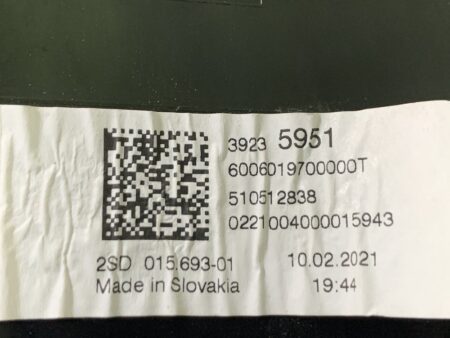 3923 5951
6006019700000T
510512838
0221004000015943
2SD 015.693-01 10.02.2021
Made in Slovakia 19:44